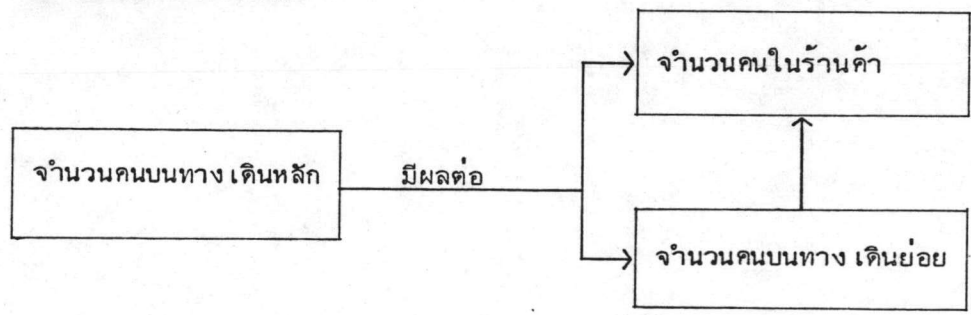 จำนวนคนในร้านค้า
จำนวนคนบนทางเดินหลัก
มีผลต่อ
จำนวนคนบนทางเดินย่อย